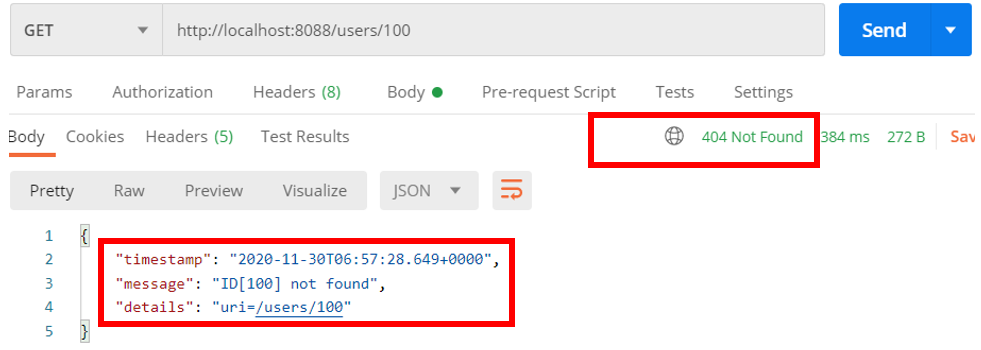 GET http://localhost:8088/users/100 Send
Params Authorization Headers (8) Body Pre-request Script Tests Settings
Body Cookies Headers (5) Test Results 404 Not Found 384 ms 272 B Sav
Pretty Raw Preview Visualize JSON
1 {
2 "timestamp": "2020-11-30T06:57:28.649+0000",
3 "message": "ID[100] not found",
4 "details": "uri=/users/100"
5 }